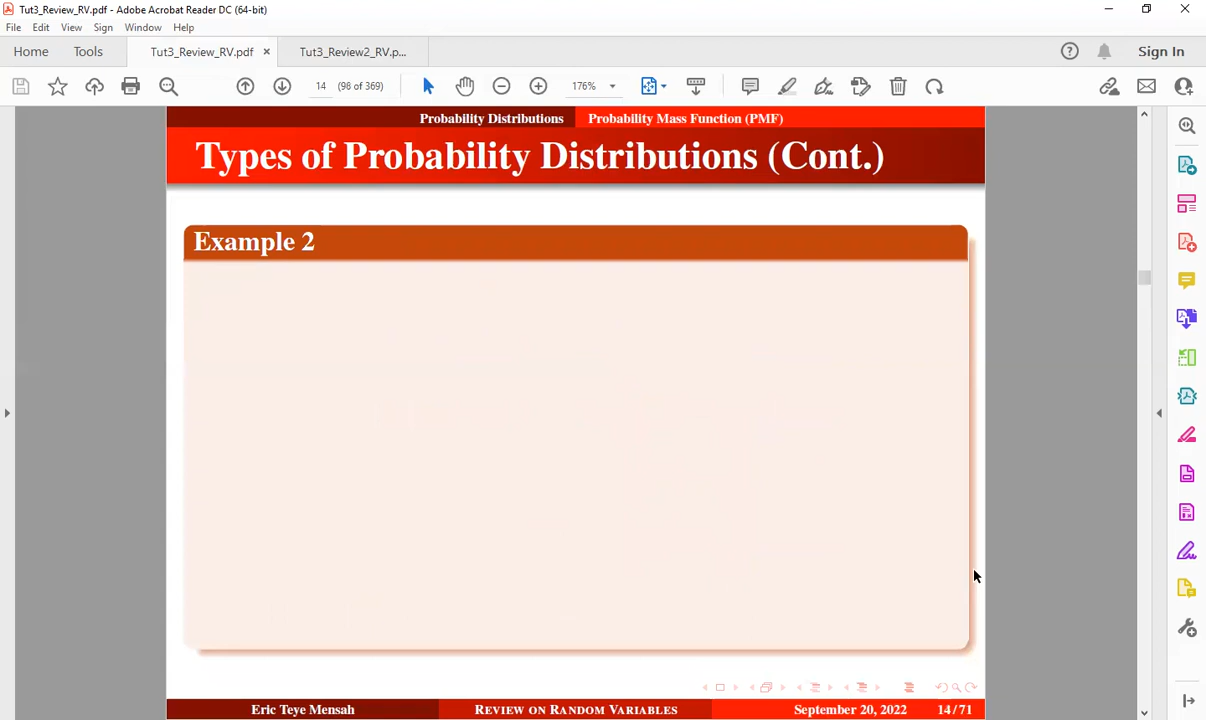 Tut3_Review_RV.pdf - Adobe Acrobat Reader DC (64-bit)
File Edit View Sign Window Help
Home Tools Tut3_Review_RV.pdf × Tut3_Review2_RV.p... Sign In
14 (96 of 369) 176%
Probability Distributions Probability Mass Function (PMF)
Types of Probability Distributions (Cont.)
Example 2
Eric Teye Mensah REVIEW ON RANDOM VARIABLES September 20, 2022 14/71